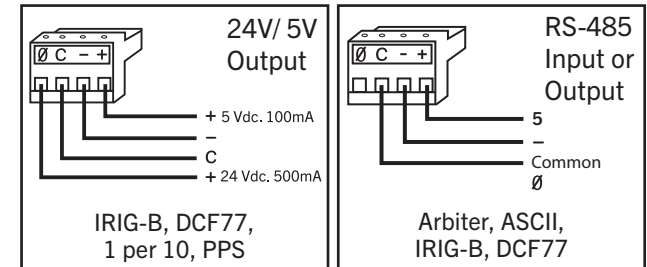 24V/ 5V
Output
Ø C - +
+ 5 Vdc. 100mA
–
C
+ 24 Vdc. 500mA
IRIG-B, DCF77,
1 per 10, PPS
RS-485
Input or
Output
Ø C - +
5
–
Common
Ø
Arbiter, ASCII,
IRIG-B, DCF77